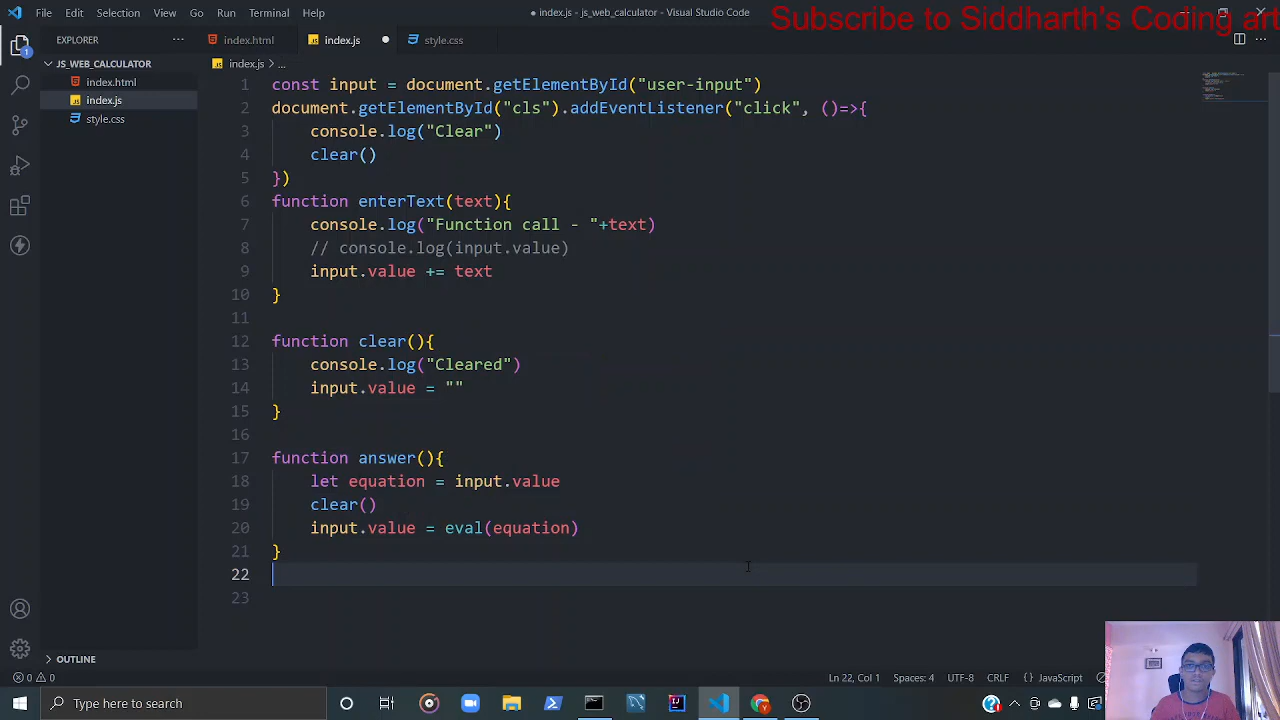 File Edit Selection View Go Run Terminal Help
● index.js - js_web_calculator - Visual Studio Code
Subscribe to Siddharth's Coding art
EXPLORER
index.html
index.js
style.css
JS_WEB_CALCULATOR
index.html
index.js
style.css
index.js > ...
1 const input = document.getElementById("user-input")
2 document.getElementById("cls").addEventListener("click", ()=>{
3 console.log("Clear")
4 clear()
5 })
6 function enterText(text){
7 console.log("Function call - "+text)
8 // console.log(input.value)
9 input.value += text
10 }
11
12 function clear(){
13 console.log("Cleared")
14 input.value = ""
15 }
16
17 function answer(){
18 let equation = input.value
19 clear()
20 input.value = eval(equation)
21 }
22
23
OUTLINE
0 0
Ln 22, Col 1 Spaces: 4 UTF-8 CRLF {} JavaScript
Type here to search